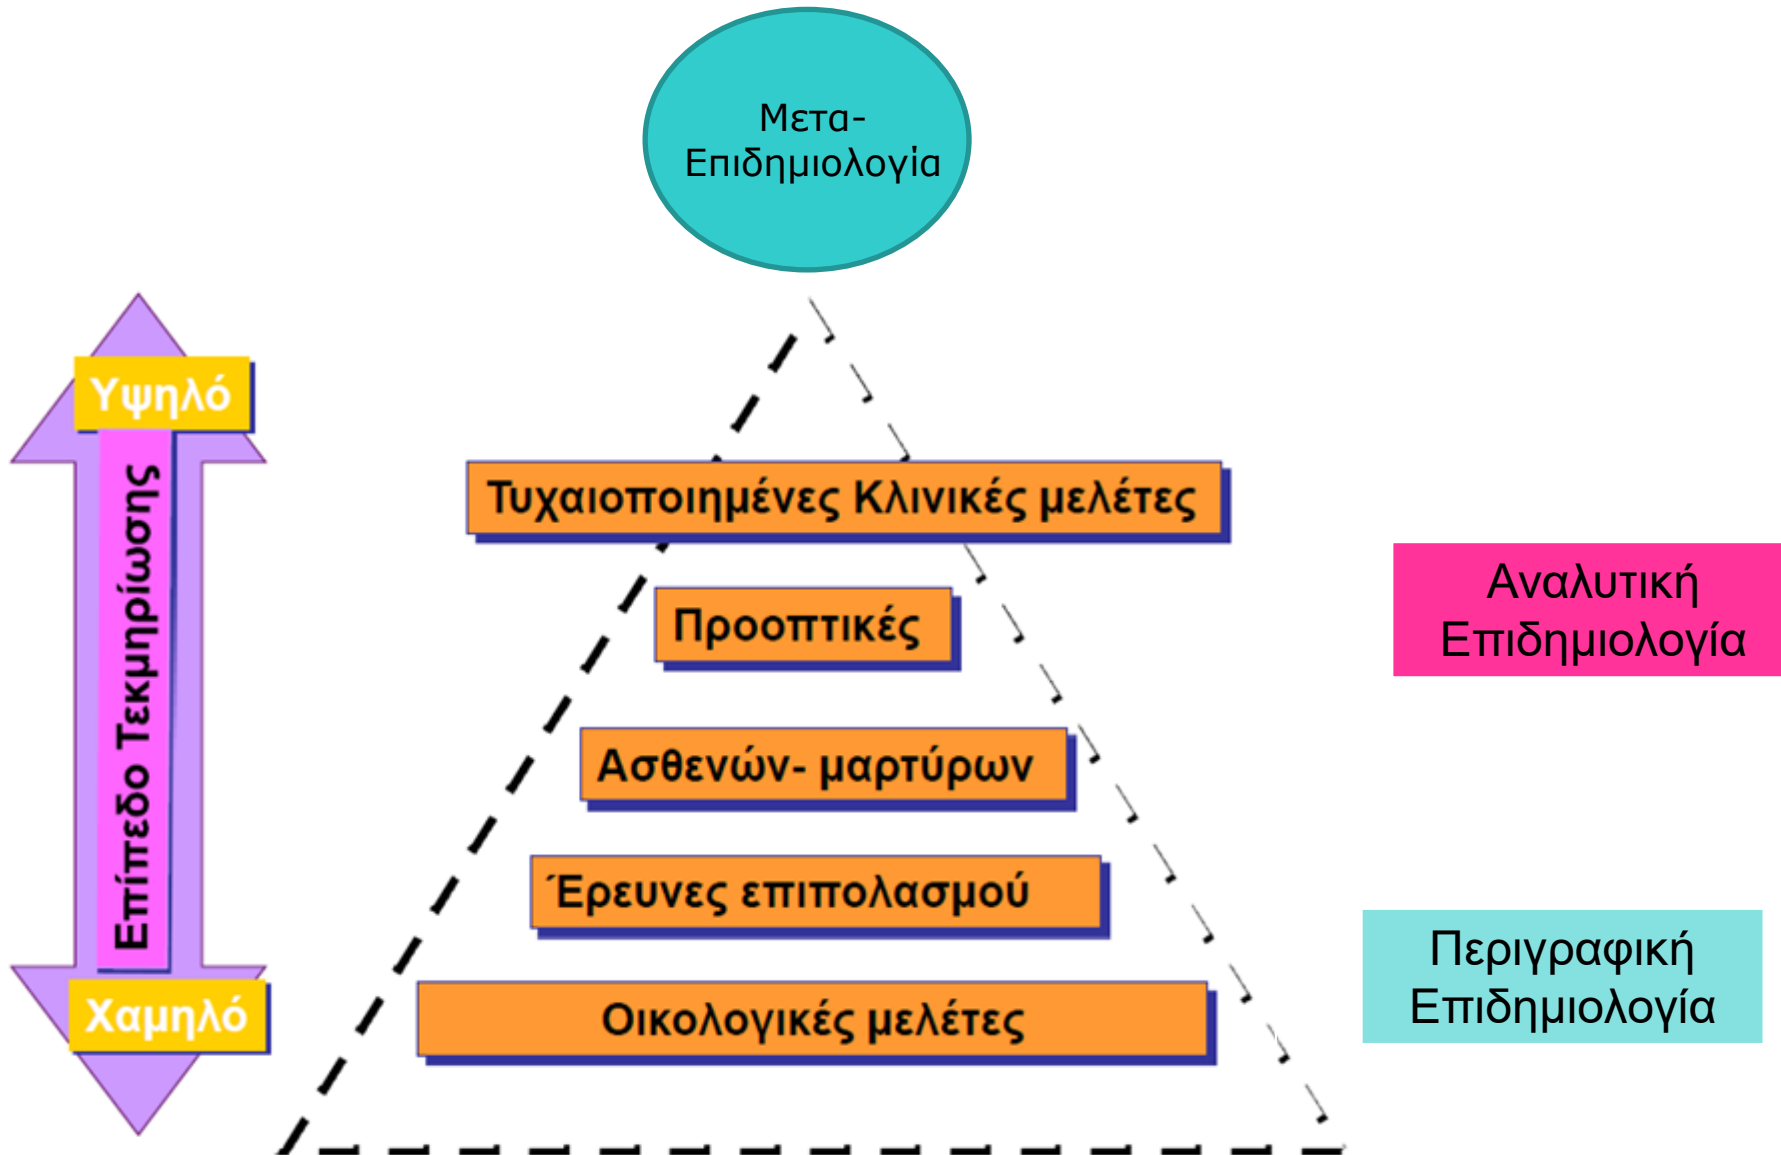 Μετα-
Επιδημιολογία
Υψηλό
Επίπεδο Τεκμηρίωσης
Χαμηλό
Τυχαιοποιημένες Κλινικές μελέτες
Προοπτικές
Ασθενών- μαρτύρων
Έρευνες επιπολασμού
Οικολογικές μελέτες
Αναλυτική
Επιδημιολογία
Περιγραφική
Επιδημιολογία